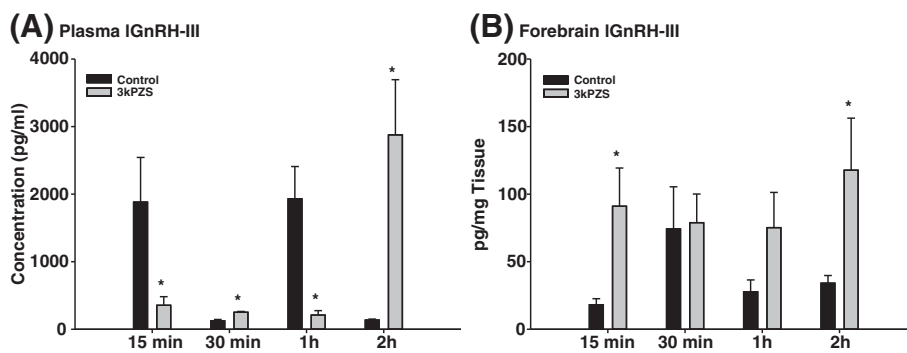 (A) Plasma lGnRH-III
Concentration (pg/ml)
4000
3000
2000
1000
0
Control
3kPZS
*
*
*
*
15 min 30 min 1h 2h
(B) Forebrain lGnRH-III
pg/mg Tissue
200
150
100
50
0
Control
3kPZS
*
*
15 min 30 min 1h 2h